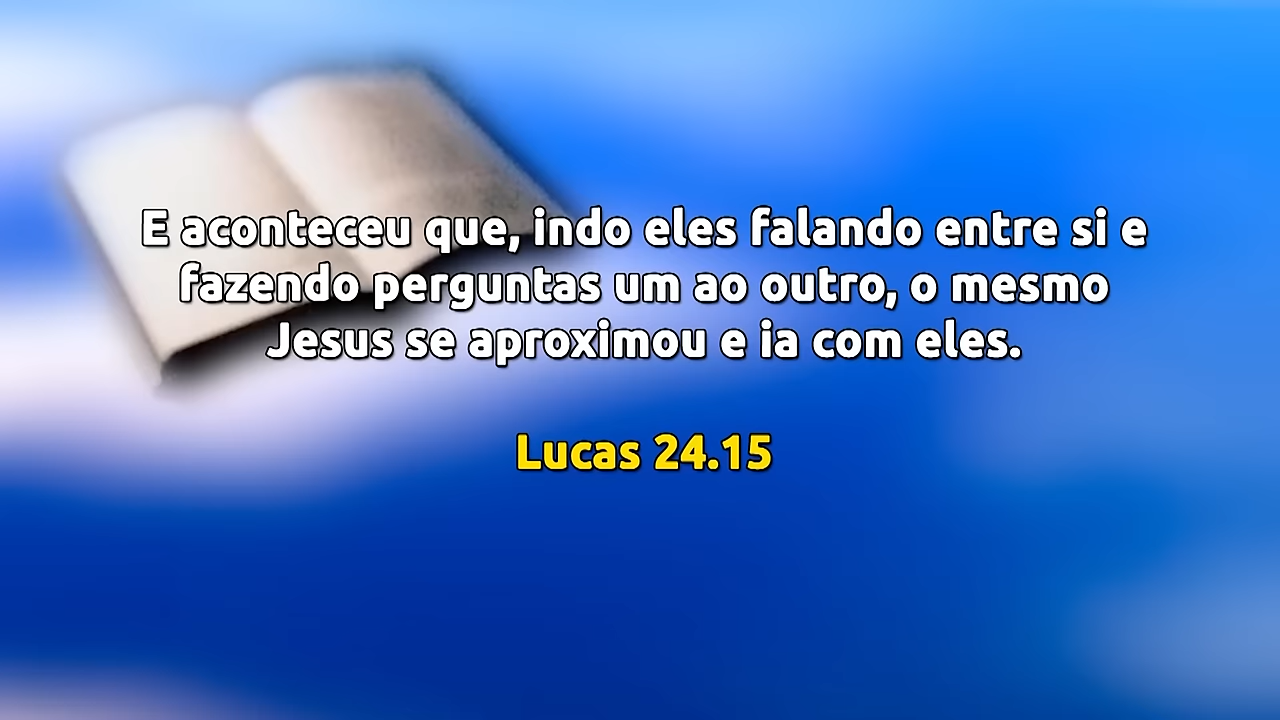 E aconteceu que, indo eles falando entre si e
fazendo perguntas um ao outro, o mesmo
Jesus se aproximou e ia com eles.
Lucas 24.15